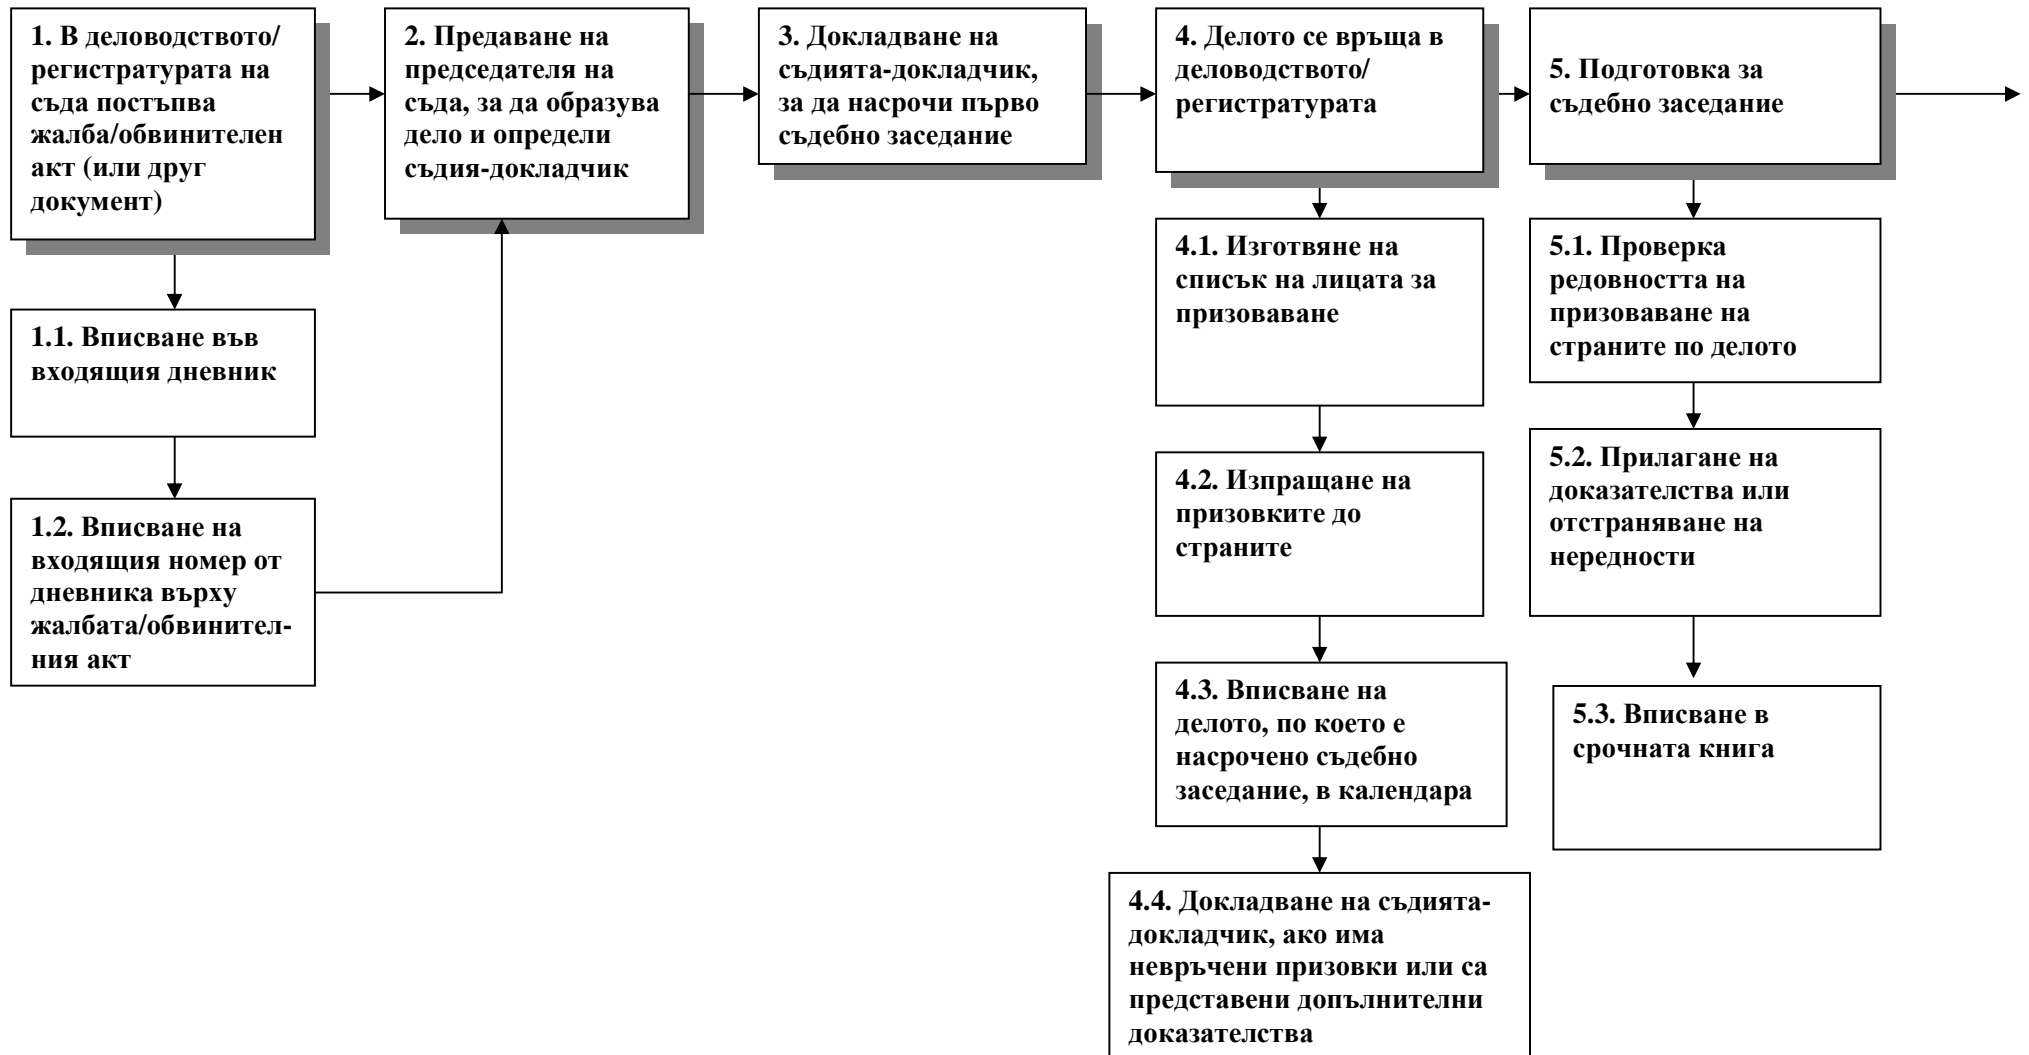 1. В деловодството/
регистратурата на
съда постъпва
жалба/обвинителен
акт (или друг
документ)
2. Предаване на
председателя на
съда, за да образува
дело и определи
съдия-докладчик
3. Докладване на
съдията-докладчик,
за да насрочи първо
съдебно заседание
4. Делото се връща в
деловодството/
регистратурата
5. Подготовка за
съдебно заседание
1.1. Вписване във
входящия дневник
1.2. Вписване на
входящия номер от
дневника върху
жалбата/обвинител-
ния акт
4.1. Изготвяне на
списък на лицата за
призоваване
4.2. Изпращане на
призовките до
страните
4.3. Вписване на
делото, по което е
насрочено съдебно
заседание, в календара
4.4. Докладване на съдията-
докладчик, ако има
невръчени призовки или са
представени допълнителни
доказателства
5.1. Проверка
редовността на
призоваване на
страните по делото
5.2. Прилагане на
доказателства или
отстраняване на
нередности
5.3. Вписване в
срочната книга